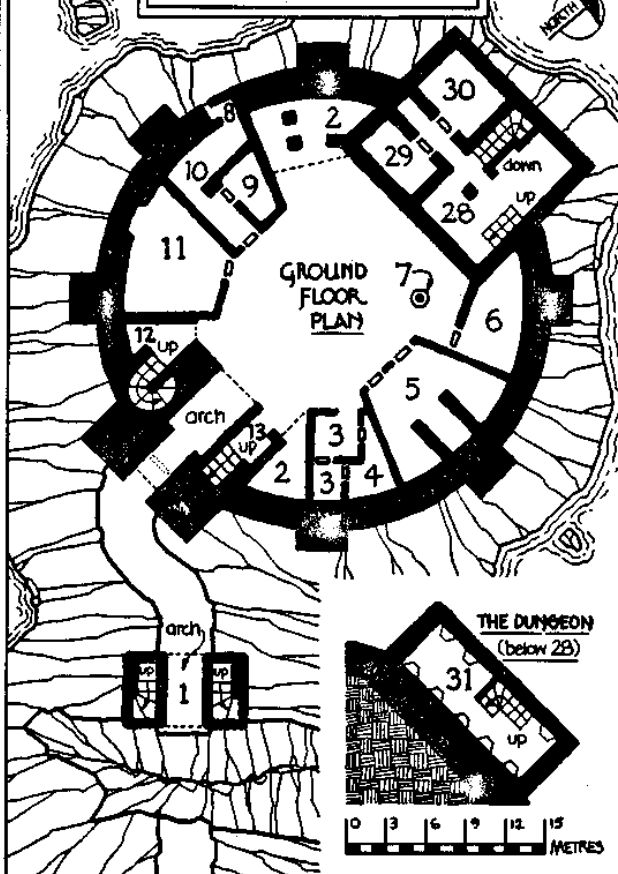 NORTH
8
2
30
10
9
29
down
28
up
11
GROUND
FLOOR
PLAN
7
6
12
up
arch
13
up
2
3
3
4
5
arch
up
1
up
THE DUNGEON
(below 28)
31
up
0 3 6 9 12 15
METRES